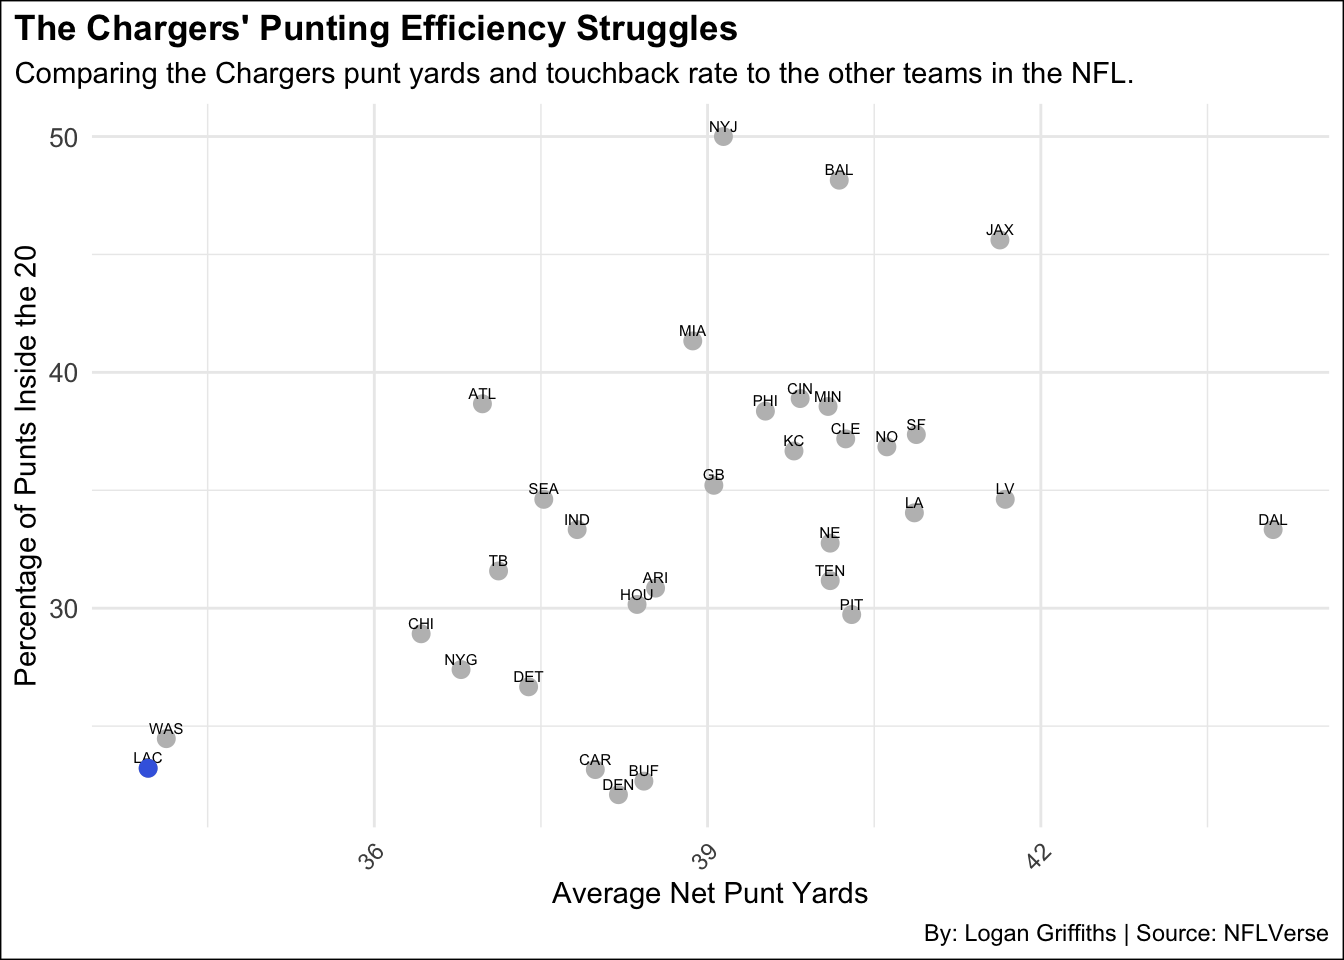 The Chargers' Punting Efficiency Struggles
Comparing the Chargers punt yards and touchback rate to the other teams in the NFL.
Percentage of Punts Inside the 20
50
40
30
NYJ
BAL
JAX
MIA
ATL
CIN
MIN
PHI
SF
CLE
NO
KC
GB
SEA
LV
LA
IND
DAL
NE
TB
TEN
ARI
HOU
PIT
CHI
NYG
DET
WAS
LAC
CAR
BUF
DEN
36
39
42
Average Net Punt Yards
By: Logan Griffiths | Source: NFLVerse